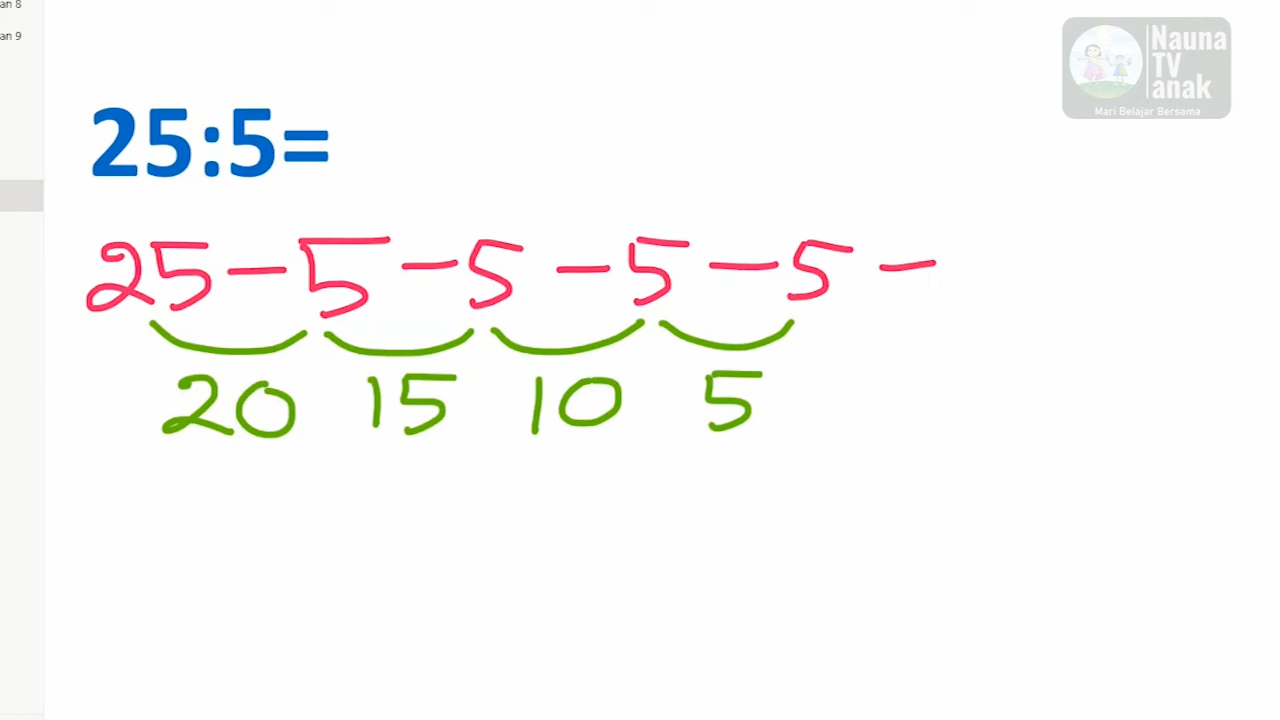 an 8
an 9
Nauna
TV
anak
Mari Belajar Bersama
25:5=
25-5-5-5-5-
20 15 10 5